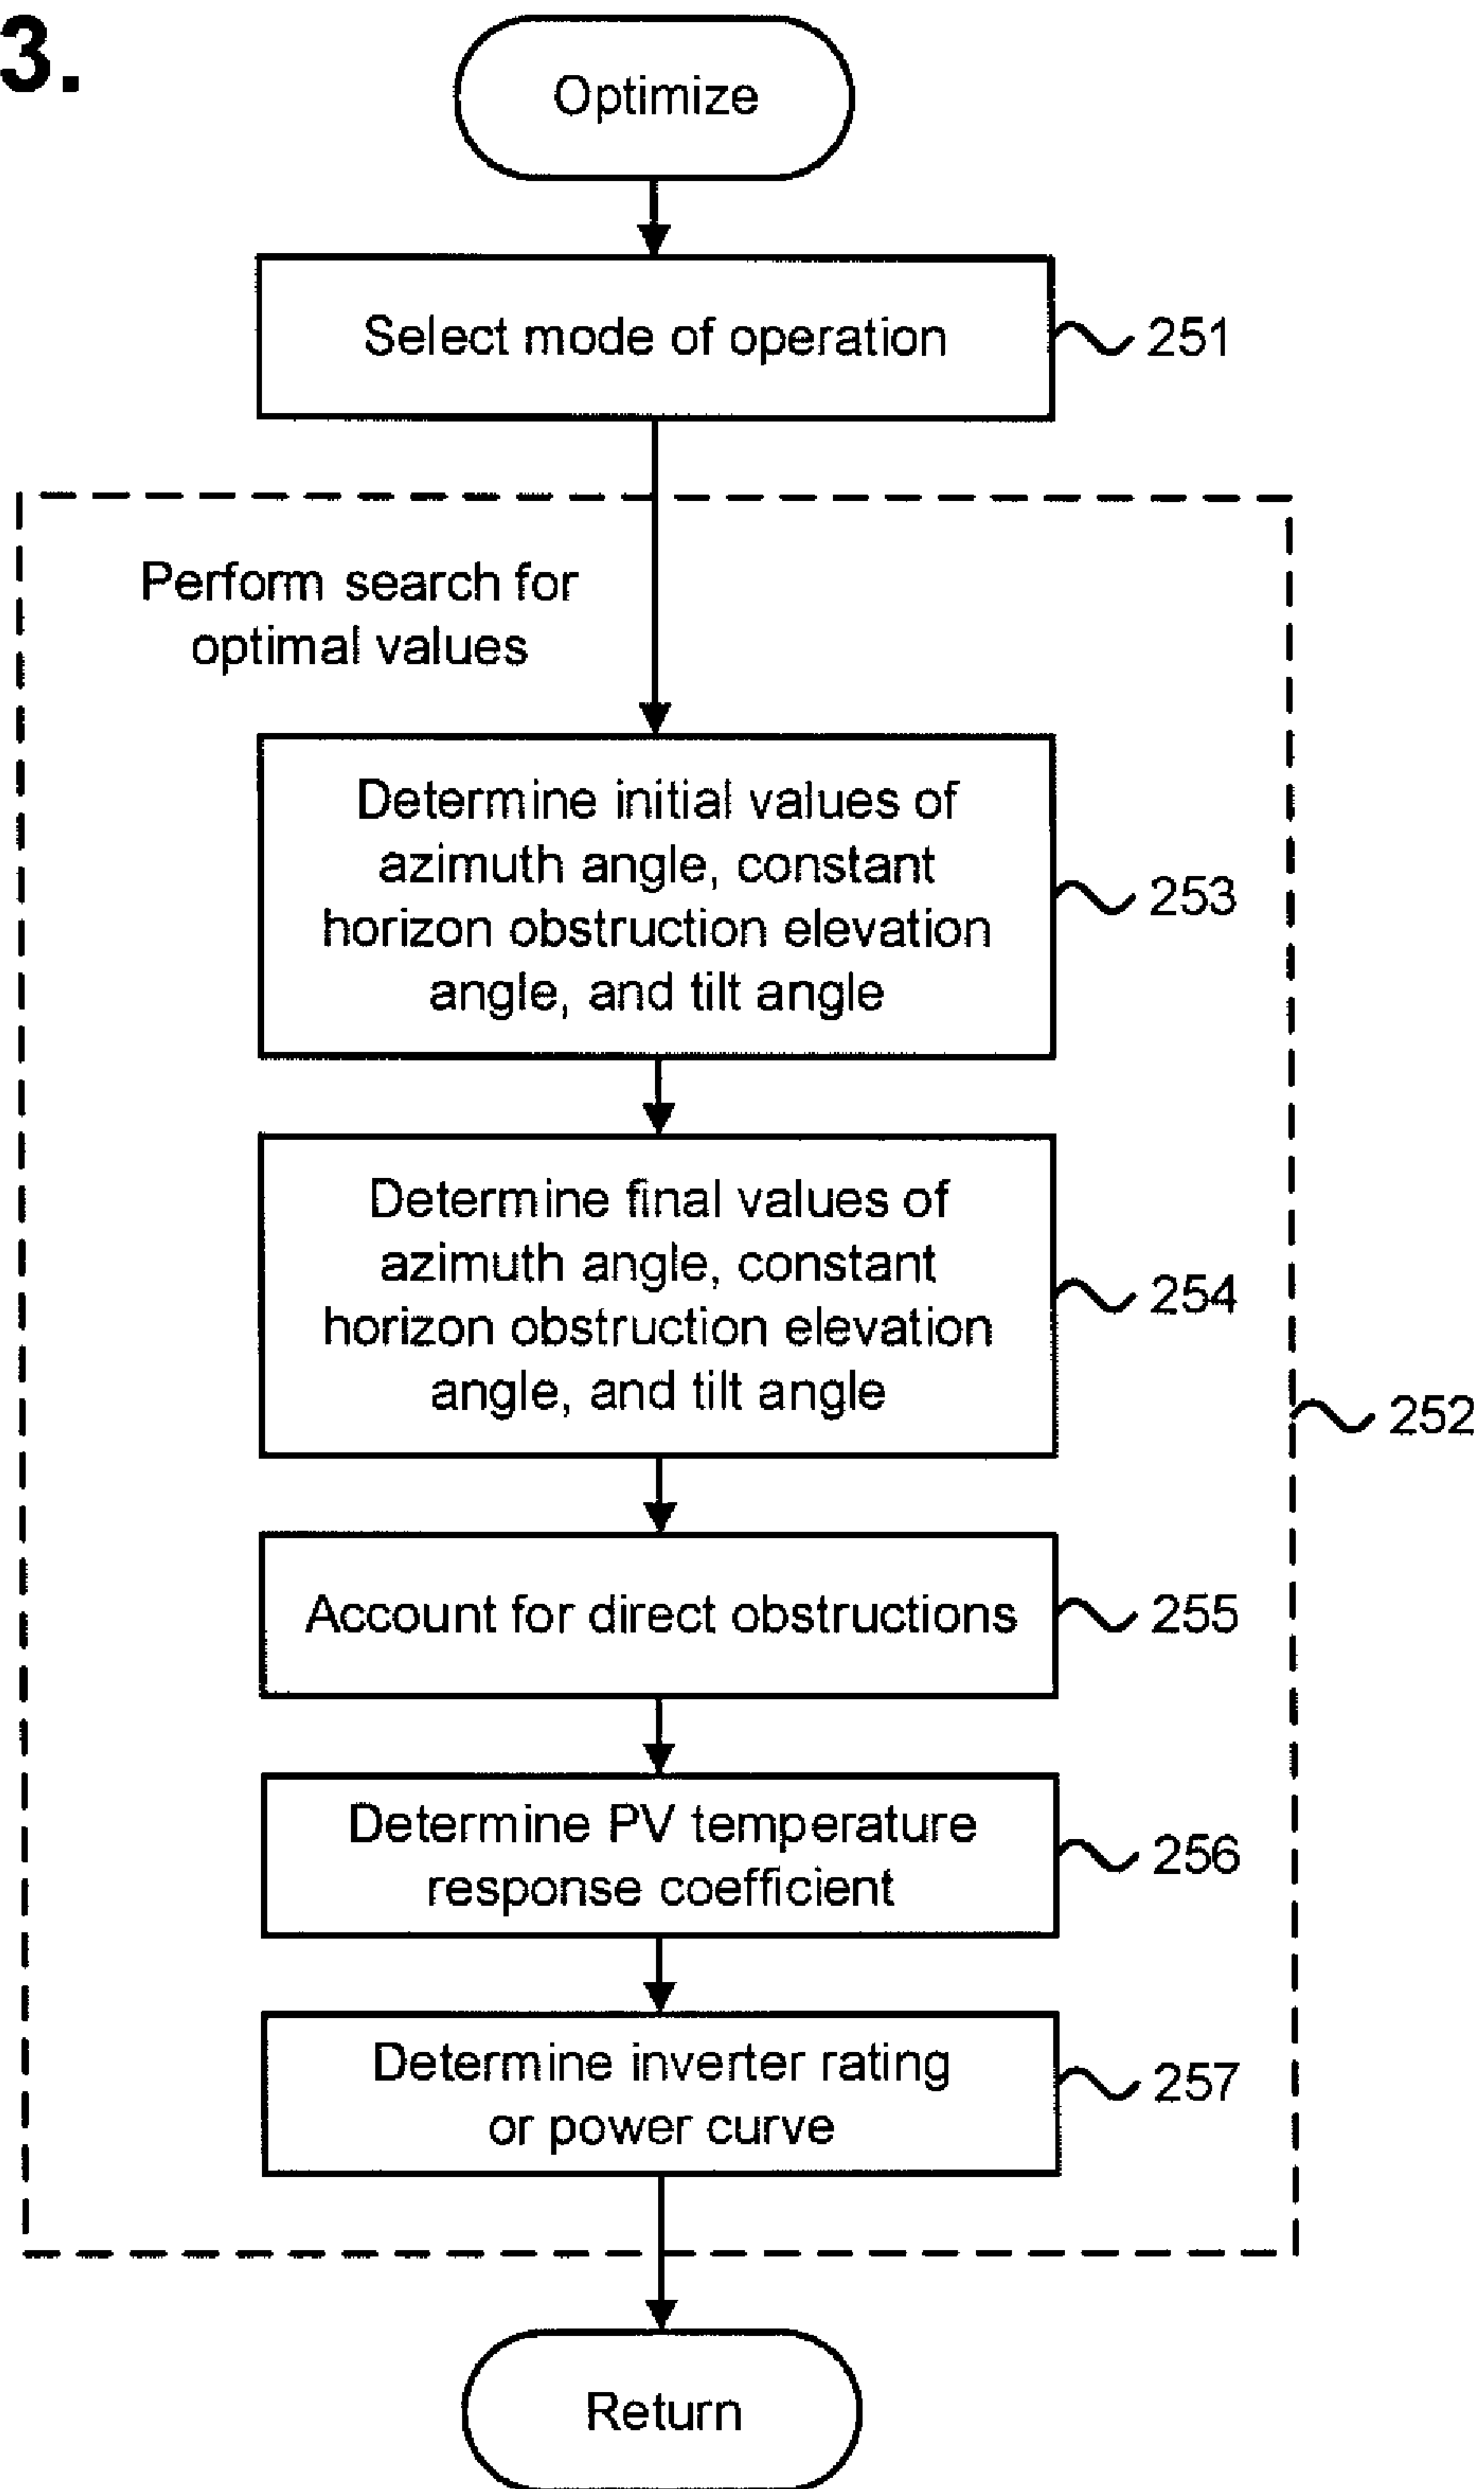 3.
Optimize
Select mode of operation
251
Perform search for
optimal values
Determine initial values of
azimuth angle, constant
horizon obstruction elevation
angle, and tilt angle
253
Determine final values of
azimuth angle, constant
horizon obstruction elevation
angle, and tilt angle
254
252
Account for direct obstructions
255
Determine PV temperature
response coefficient
256
Determine inverter rating
or power curve
257
Return